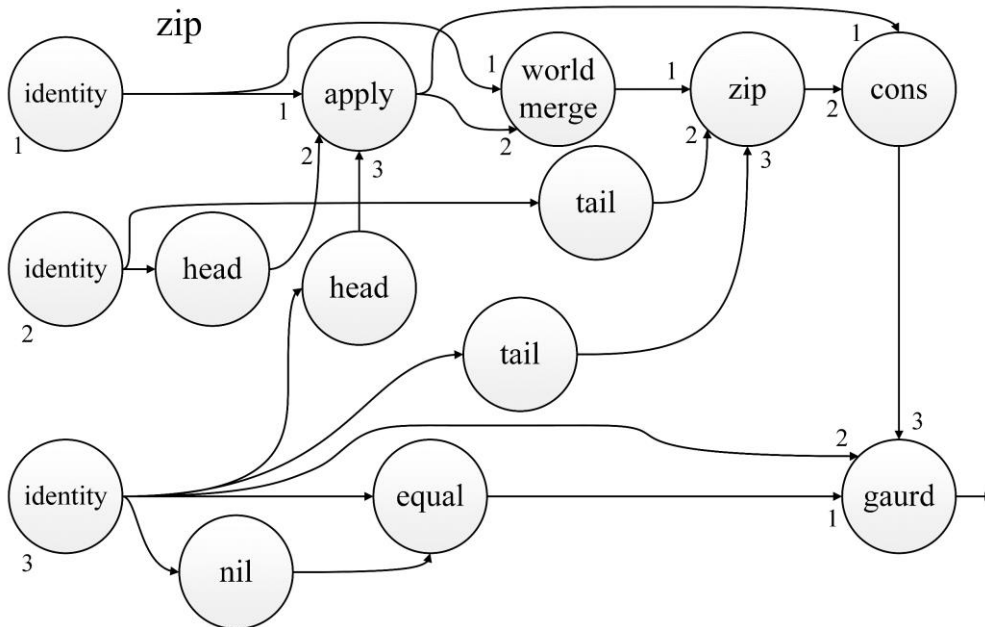 zip
identity
1
apply
1
2
3
world
merge
1
2
zip
1
2
3
cons
1
2
identity
2
head
head
tail
tail
identity
3
nil
equal
gaurd
1
2
3